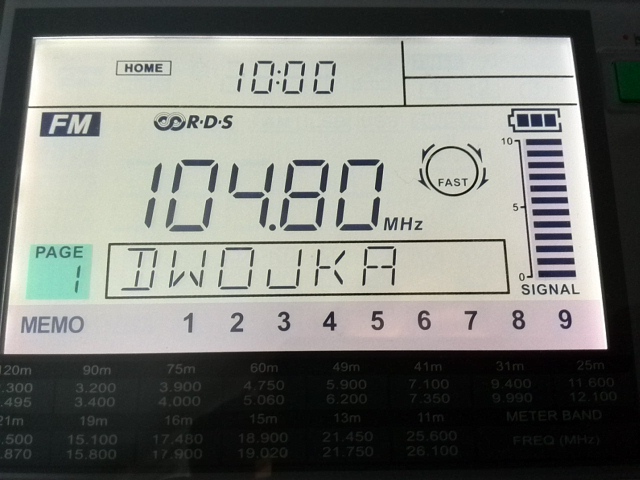 HOME 10:00
FM R·D·S
10
104.80 MHz
FAST
5
PAGE 1
DWOJKA
0
SIGNAL
MEMO 1 2 3 4 5 6 7 8 9
120m 90m 75m 60m 49m 41m 31m 25m
.300 3.200 3.900 4.750 5.900 7.100 9.400 11.600
.495 3.400 4.000 5.060 6.200 7.350 9.990 12.100
21m 19m 16m 15m 13m 11m METER BAND
.500 15.100 17.480 18.900 21.450 25.600 FREQ (MHz)
.870 15.800 17.900 19.020 21.750 26.100